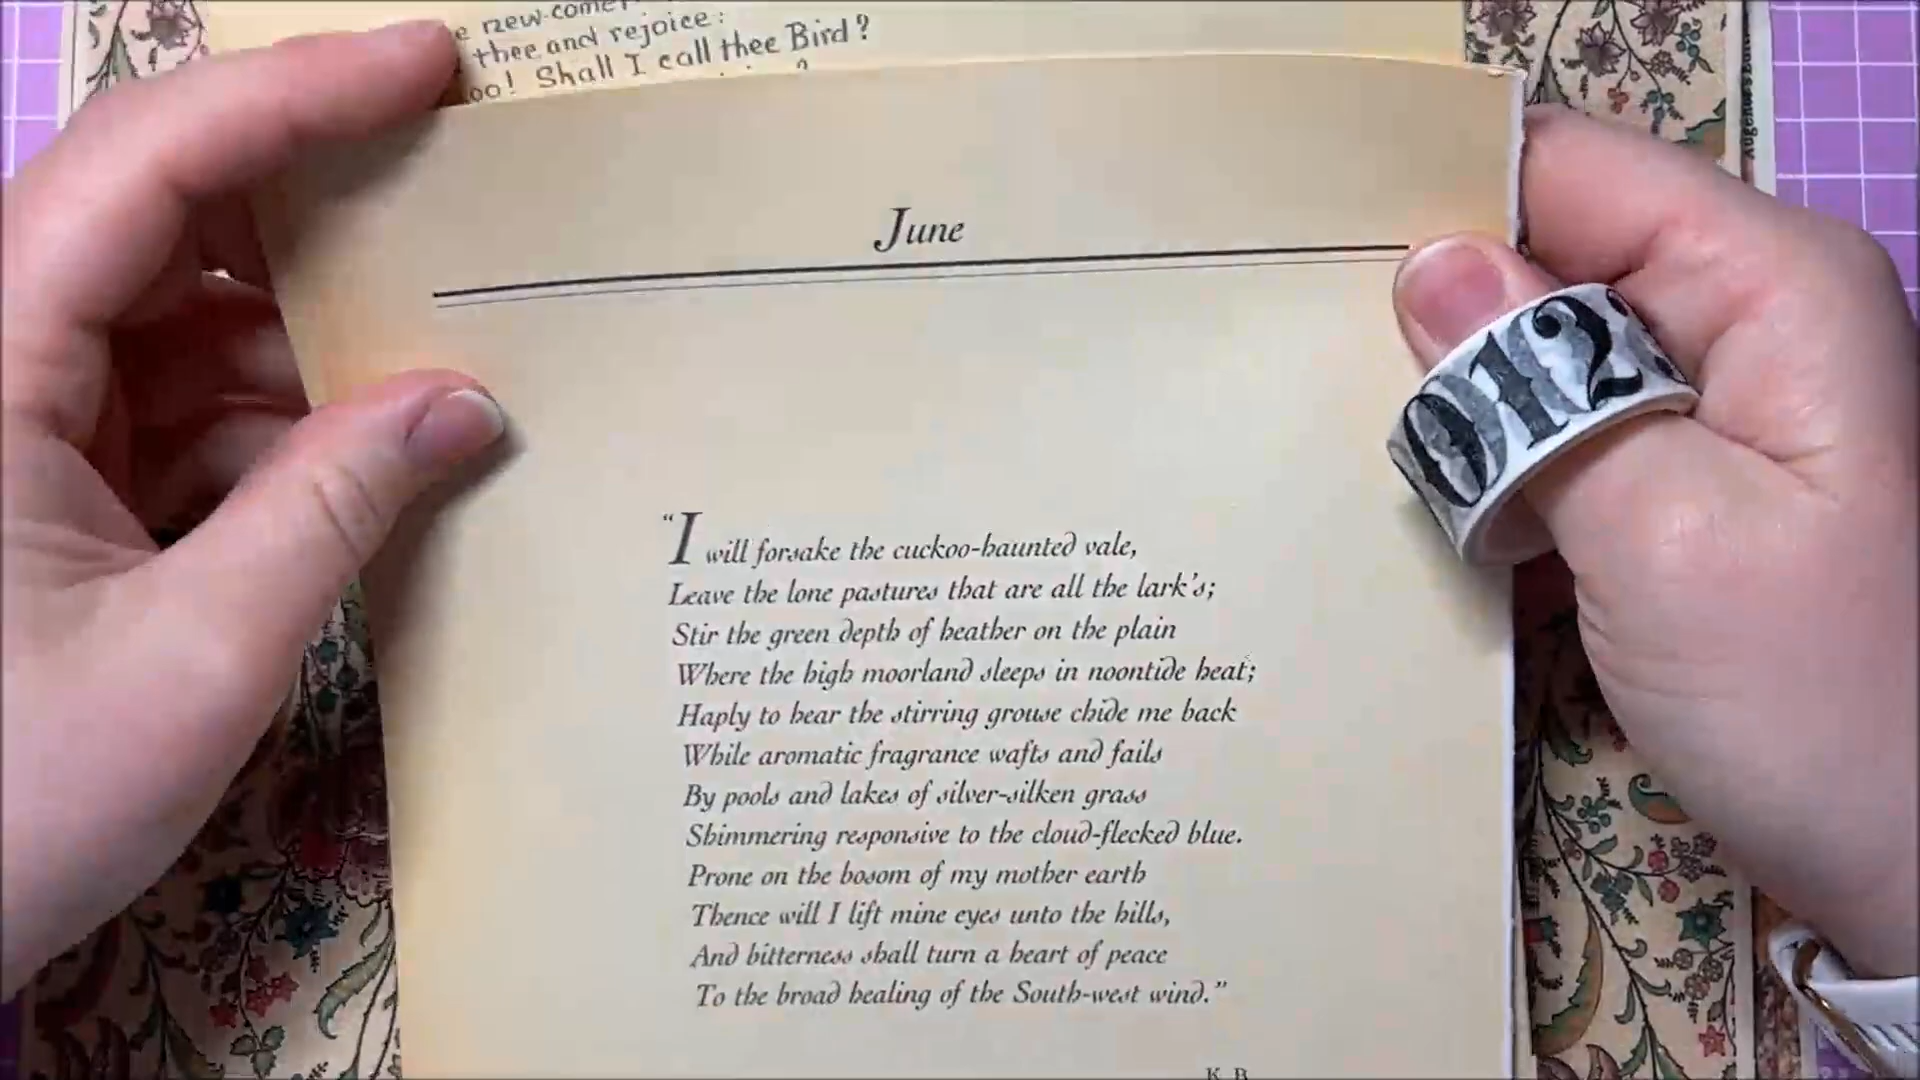 new-come
thee and rejoice:
oo! Shall I call thee Bird?
?
June
"I will forsake the cuckoo-haunted vale,
Leave the lone pastures that are all the lark's;
Stir the green depth of heather on the plain
Where the high moorland sleeps in noontide heat;
Haply to hear the stirring grouse chide me back
While aromatic fragrance wafts and fails
By pools and lakes of silver-silken grass
Shimmering responsive to the cloud-flecked blue.
Prone on the bosom of my mother earth
Thence will I lift mine eyes unto the hills,
And bitterness shall turn a heart of peace
To the broad healing of the South-west wind."
K. B.
012